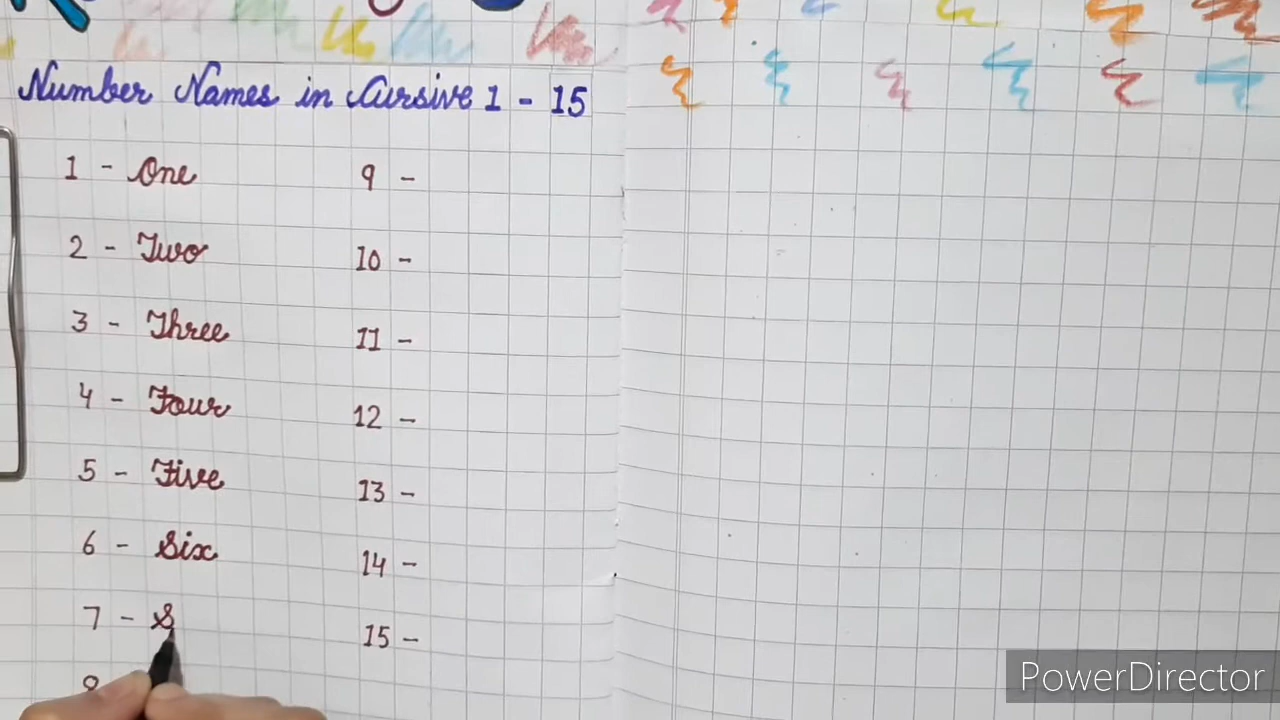 Number Names in Cursive 1 - 15
1 - One
2 - Two
3 - Three
4 - Four
5 - Five
6 - Six
7 - S
8
9 -
10 -
11 -
12 -
13 -
14 -
15 -
PowerDirector